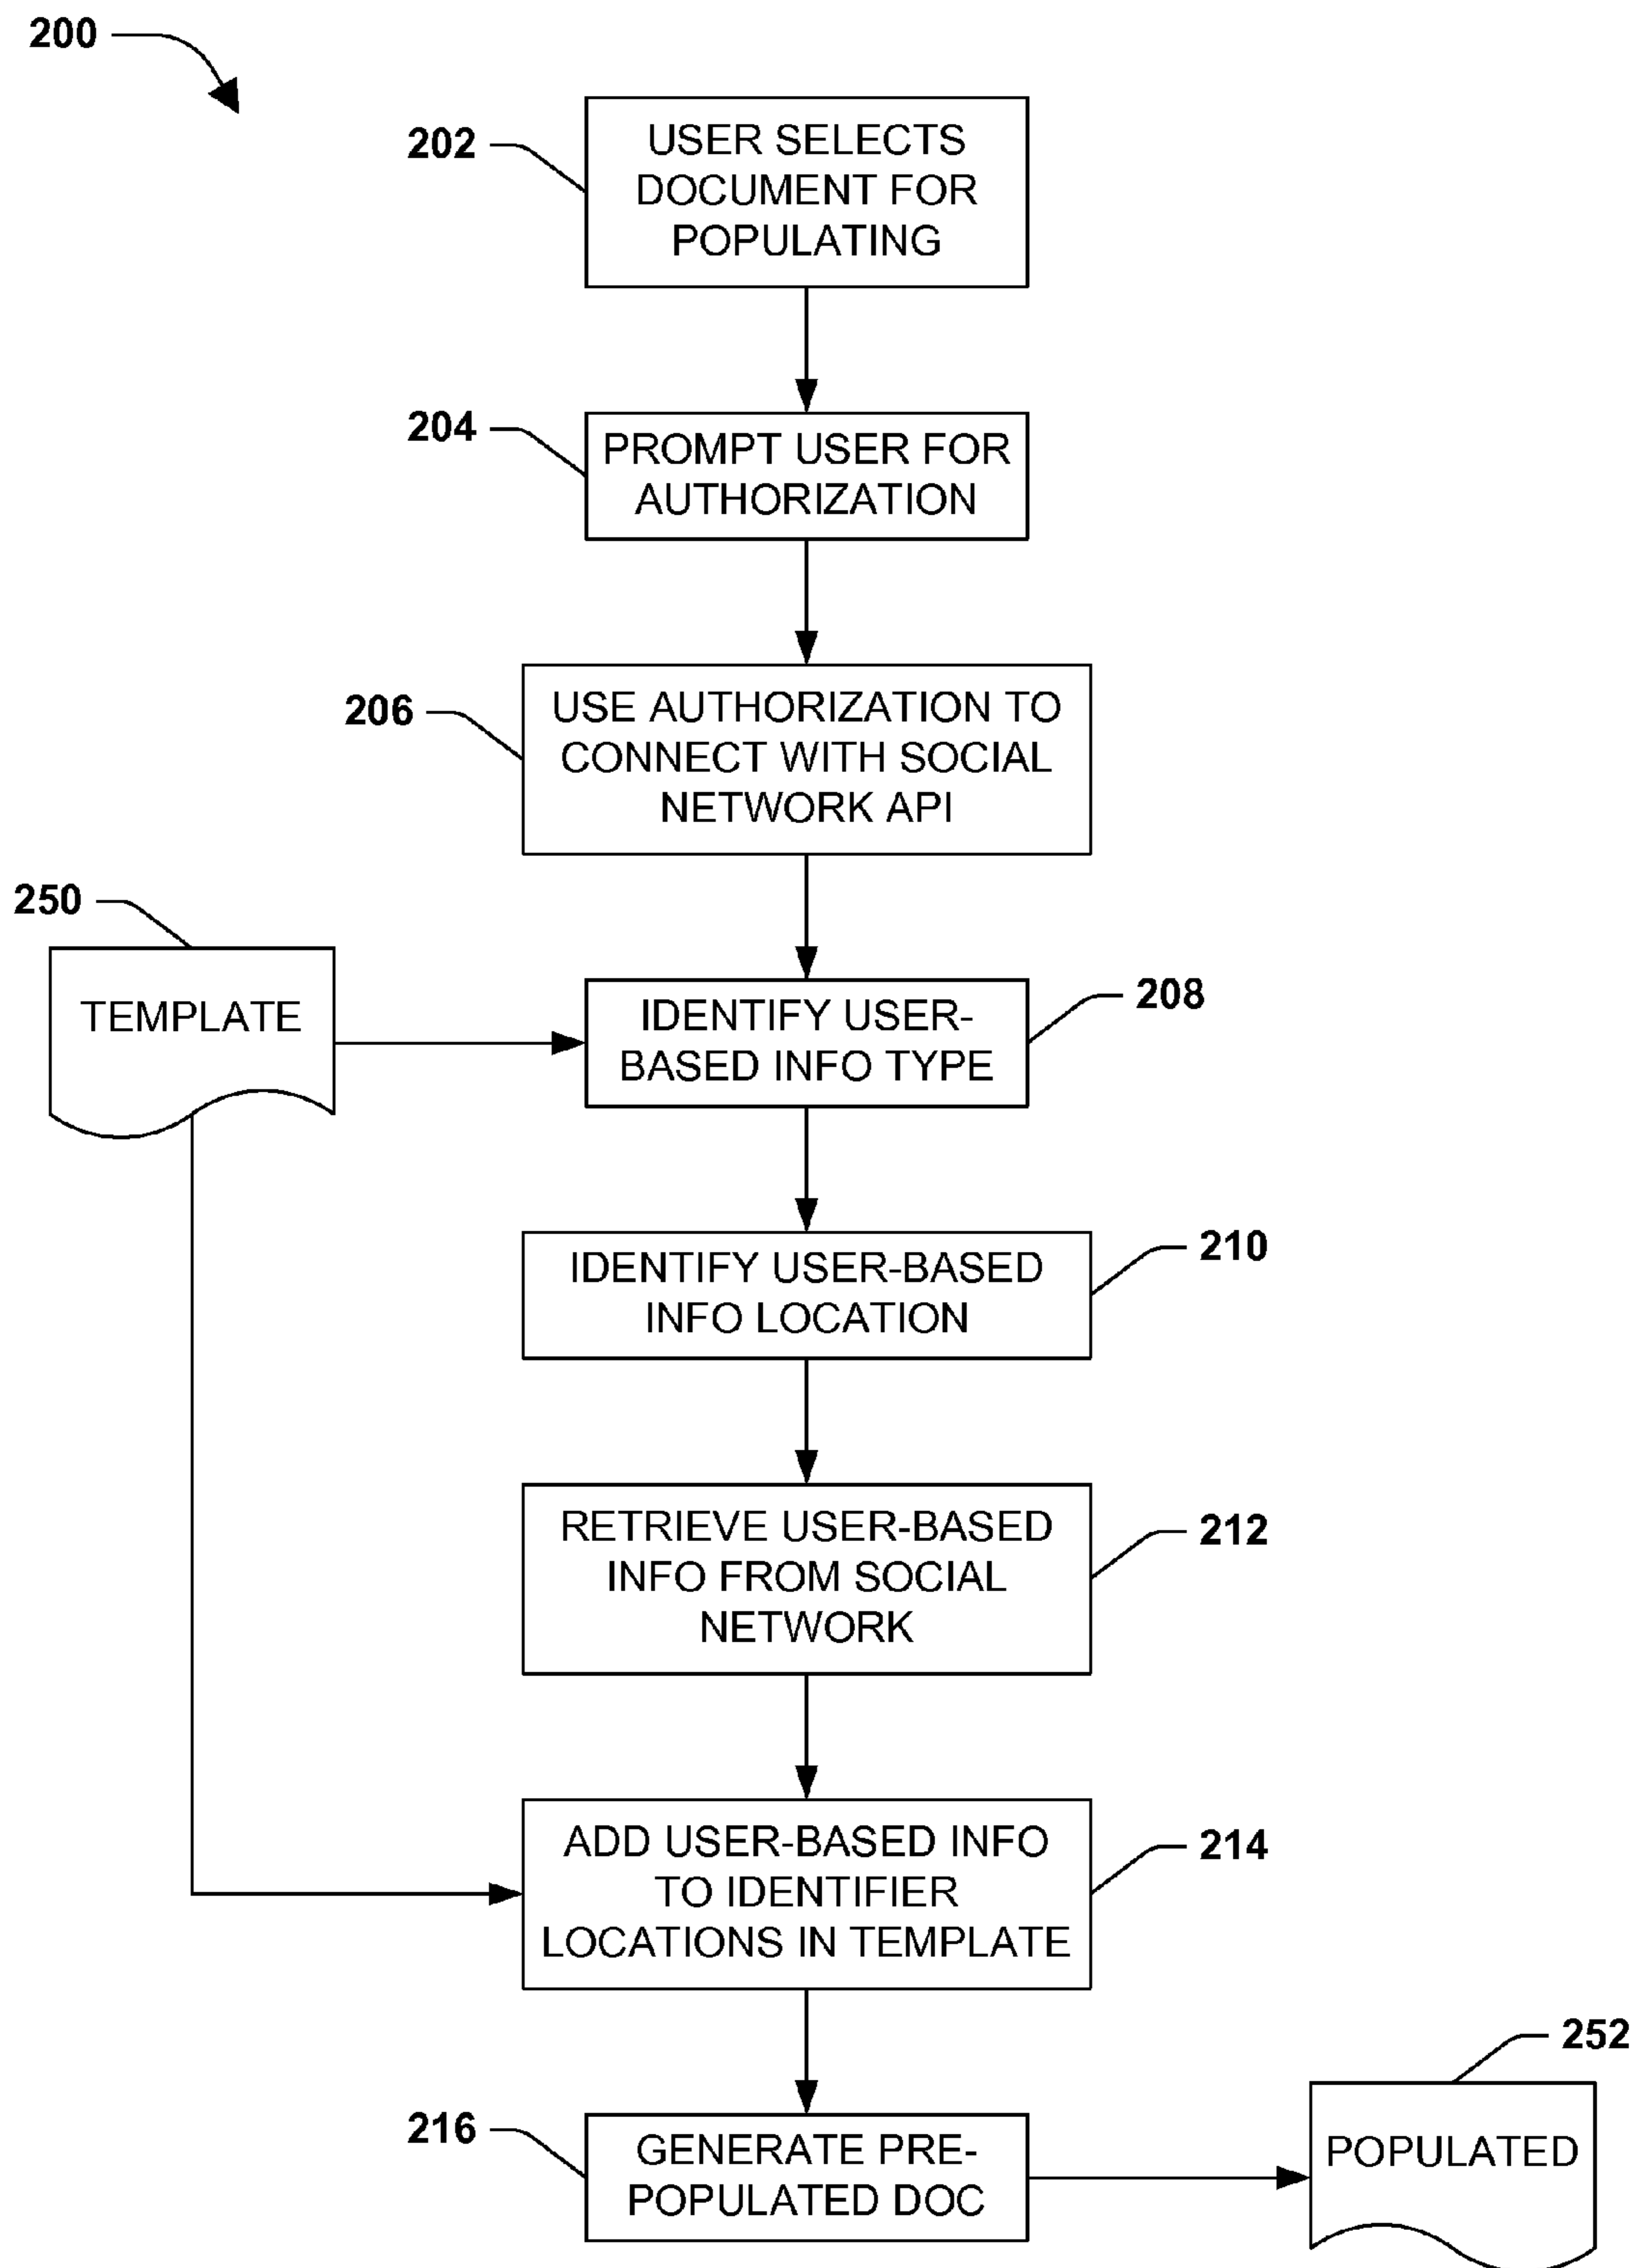 200
202
USER SELECTS
DOCUMENT FOR
POPULATING
204
PROMPT USER FOR
AUTHORIZATION
206
USE AUTHORIZATION TO
CONNECT WITH SOCIAL
NETWORK API
250
TEMPLATE
208
IDENTIFY USER-
BASED INFO TYPE
210
IDENTIFY USER-BASED
INFO LOCATION
212
RETRIEVE USER-BASED
INFO FROM SOCIAL
NETWORK
214
ADD USER-BASED INFO
TO IDENTIFIER
LOCATIONS IN TEMPLATE
216
GENERATE PRE-
POPULATED DOC
252
POPULATED